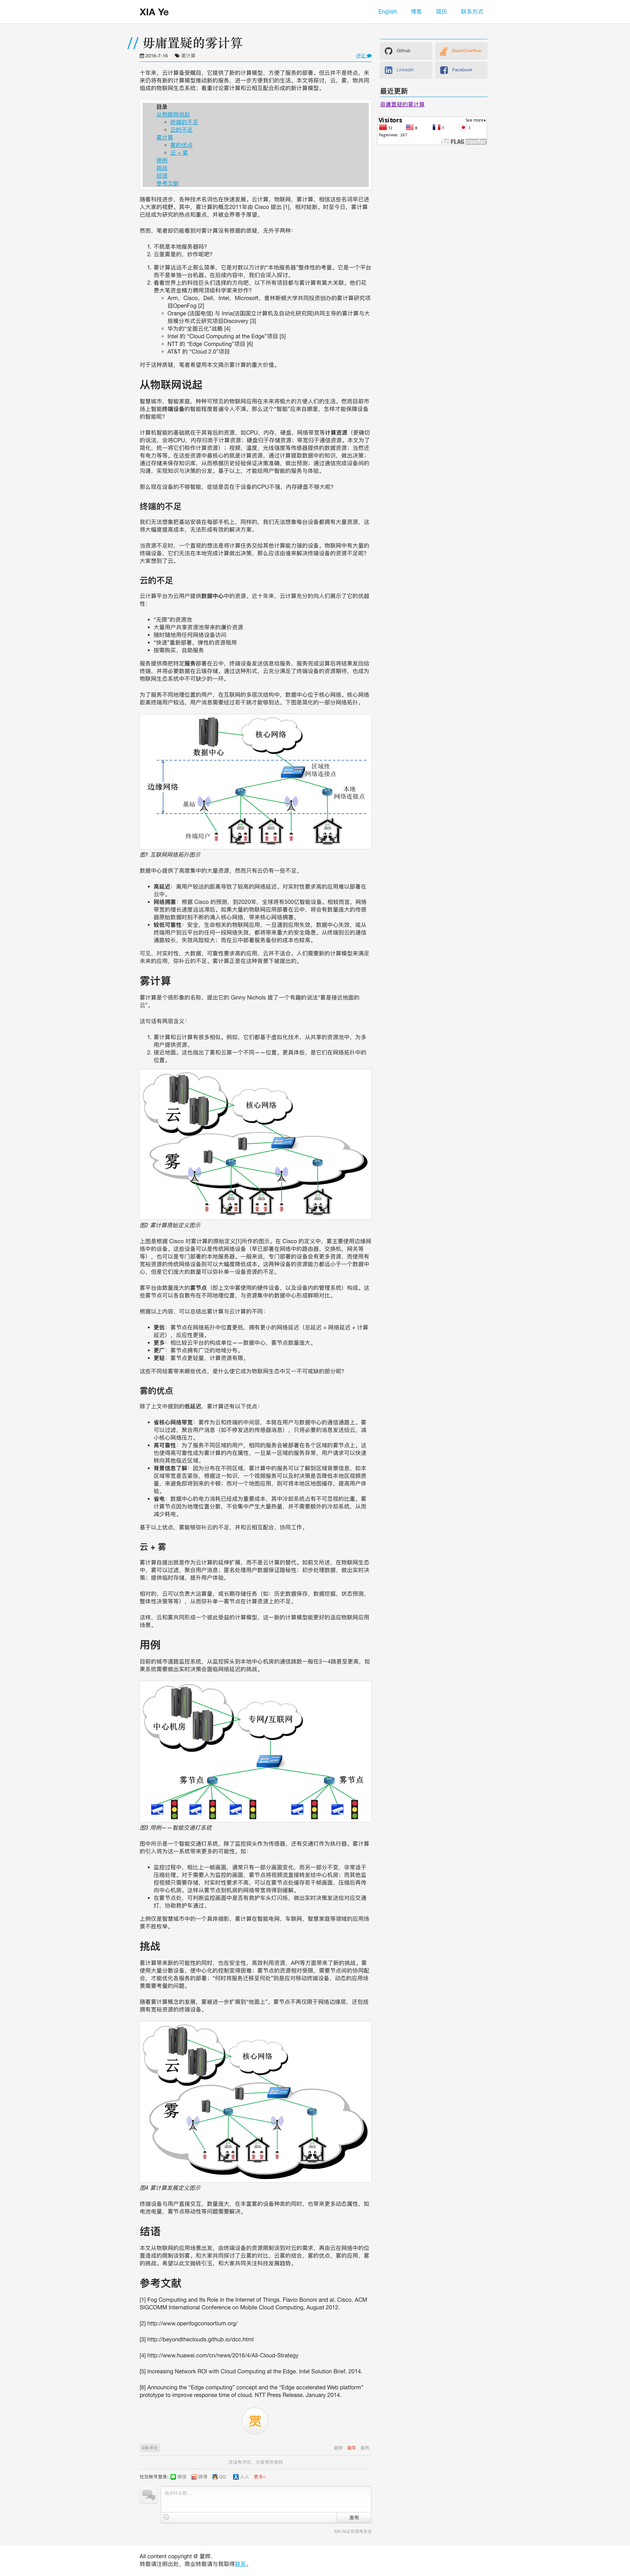 XIA Ye
English 博客 简历 联系方式
// 毋庸置疑的雾计算
2016-7-16 雾计算 评论
十年来，云计算备受瞩目，它提供了新的计算模型，方便了服务的部署。但云并不是终点，未
来仍将有新的计算模型推动新的服务，进一步方便我们的生活。本文将探讨，云、雾、物共同
组成的物联网生态系统：着重讨论雾计算和云相互配合形成的新计算模型。
目录
从物联网说起
终端的不足
云的不足
雾计算
雾的优点
云 + 雾
用例
挑战
结语
参考文献
随着科技进步，各种技术名词也在快速发展。云计算，物联网，雾计算，相信这些名词早已进
入大家的视野。其中，雾计算的概念2011年由 Cisco 提出 [1]，相对较新。时至今日，雾计算
已经成为研究的热点和重点，并被业界寄予厚望。
然而，笔者却仍能看到对雾计算没有根据的质疑，无外乎两种：
1. 不就是本地服务器吗？
2. 云里雾里的，炒作呢吧？
1. 雾计算远远不止那么简单，它是对数以万计的“本地服务器”整体性的考量。它是一个平台
而不是单独一台机器。在后续内容中，我们会深入探讨。
2. 看看世界上的科技巨头们选择的方向吧，以下所有项目都与雾计算有莫大关联。他们花
费大笔资金精力聘用顶级科学家来炒作？
Arm，Cisco，Dell，Intel，Microsoft，普林斯顿大学共同投资创办的雾计算研究项
目OpenFog [2]
Orange (法国电信) 与 Inria(法国国立计算机及自动化研究院)共同主导的雾计算与大
规模分布式云研究项目Discovery [3]
华为的“全面云化”战略 [4]
Intel 的 “Cloud Computing at the Edge”项目 [5]
NTT 的 “Edge Computing”项目 [6]
AT&T 的 “Cloud 2.0”项目
对于这种质疑，笔者希望用本文揭示雾计算的重大价值。
从物联网说起
智慧城市，智能家庭，种种可预见的物联网应用在未来将极大的方便人们的生活。然而目前市
场上智能终端设备的智能程度普遍令人不满。那么这个“智能”应来自哪里，怎样才能保障设备
的智能呢？
计算机智能的基础就在于其背后的资源，如CPU，内存，硬盘，网络带宽等计算资源（更确切
的说法，会将CPU，内存归类于计算资源；硬盘归于存储资源；带宽归于通信资源。本文为了
简化，统一将它们称作计算资源）；视频，温度，光线强度等传感器提供的数据资源；当然还
有电力等等。在这些资源中最核心的就是计算资源，通过计算提取数据中的知识，做出决策；
通过存储来保存知识库，从而根据历史经验保证决策准确，做出预测；通过通信完成设备间的
沟通，实现知识与决策的分发。基于以上，才能给用户智能的服务与体验。
那么现在设备的不够智能，症结是否在于设备的CPU不强，内存硬盘不够大呢？
终端的不足
我们无法想象把基站安装在每部手机上，同样的，我们无法想象每台设备都拥有大量资源，这
将大幅度提高成本，无法形成有效的解决方案。
当资源不足时，一个直观的想法是将计算任务交给其他计算能力强的设备。物联网中有大量的
终端设备，它们无法在本地完成计算做出决策，那么应该由谁来解决终端设备的资源不足呢？
大家想到了云。
云的不足
云计算平台为云用户提供数据中心中的资源。近十年来，云计算充分的向人们展示了它的优越
性：
“无限”的资源池
大量用户共享资源池带来的廉价资源
随时随地用任何网络设备访问
“快速”重新部署，弹性的资源租用
按需购买，自助服务
服务提供商把特定服务部署在云中，终端设备发送信息给服务，服务完成运算后将结果发回给
终端，并将必要数据在云端存储。通过这种形式，云充分满足了终端设备的资源期待，也成为
物联网生态系统中不可缺少的一环。
为了服务不同地理位置的用户，在互联网的多层次结构中，数据中心位于核心网络。核心网络
距离终端用户较远，用户消息需要经过若干跳才能够到达。下图是简化的一部分网络拓扑。
核心网络
数据中心
区域性
网络连接点
边缘网络
本地
网络连接点
基站
终端用户
图1 互联网网络拓扑图示
数据中心提供了高度集中的大量资源，然而只有云仍有一些不足。
高延迟：离用户较远的距离导致了较高的网络延迟。对实时性要求高的应用难以部署在
云中。
网络拥塞：根据 Cisco 的预测，到2020年，全球将有500亿智能设备。相较而言，网络
带宽的增长速度远远滞后。如果大量的物联网应用部署在云中，将会有数量庞大的传感
器原始数据时刻不断的涌入核心网络，带来核心网络拥塞。
较低可靠性：安全，生命相关的物联网应用，一旦遇到应用失效，数据中心失效，或从
终端用户到云平台的任何一段网络失效，都将带来重大的安全隐患。从终端到云的通信
通路较长，失效风险较大；而在云中部署服务备份的成本也较高。
可见，对实时性，大数据，可靠性要求高的应用，云并不适合。人们需要新的计算模型来满足
未来的应用，弥补云的不足。雾计算正是在这种背景下被提出的。
雾计算
雾计算是个很形象的名称，提出它的 Ginny Nichols 提了一个有趣的说法“雾是接近地面的
云”。
这句话有两层含义：
1. 雾计算和云计算有很多相似。例如，它们都基于虚拟化技术，从共享的资源池中，为多
用户提供资源。
2. 接近地面。这也指出了雾和云第一个不同——位置。更具体些，是它们在网络拓扑中的
位置。
云
核心网络
雾
图2 雾计算原始定义图示
上图是根据 Cisco 对雾计算的原始定义[1]所作的图示。在 Cisco 的定义中，雾主要使用边缘网
络中的设备。这些设备可以是传统网络设备（早已部署在网络中的路由器，交换机，网关等
等），也可以是专门部署的本地服务器。一般来说，专门部署的设备会有更多资源，而使用有
宽裕资源的传统网络设备则可以大幅度降低成本。这两种设备的资源能力都远小于一个数据中
心，但是它们庞大的数量可以弥补单一设备资源的不足。
雾平台由数量庞大的雾节点（即上文中雾使用的硬件设备，以及设备内的管理系统）构成。这
些雾节点可以各自散布在不同地理位置，与资源集中的数据中心形成鲜明对比。
根据以上内容，可以总结出雾计算与云计算的不同：
更低：雾节点在网络拓扑中位置更低，拥有更小的网络延迟（总延迟 = 网络延迟 + 计算
延迟），反应性更强。
更多：相比较云平台的构成单位——数据中心，雾节点数量庞大。
更广：雾节点拥有广泛的地域分布。
更轻：雾节点更轻量，计算资源有限。
这些不同给雾带来哪些优点，是什么使它成为物联网生态中又一不可或缺的部分呢？
雾的优点
除了上文中提到的低延迟，雾计算还有以下优点：
省核心网络带宽：雾作为云和终端的中间层，本就在用户与数据中心的通信通路上。雾
可以过滤，聚合用户消息（如不停发送的传感器消息），只将必要的消息发送给云，减
小核心网络压力。
高可靠性：为了服务不同区域的用户，相同的服务会被部署在各个区域的雾节点上。这
也使得高可靠性成为雾计算的内在属性，一旦某一区域的服务异常，用户请求可以快速
转向其他临近区域。
背景信息了解：因为分布在不同区域，雾计算中的服务可以了解到区域背景信息，如本
区域带宽是否紧张，根据这一知识，一个视频服务可以及时决策是否降低本地区视频质
量，来避免即将到来的卡顿；而对一个地图应用，则可将本地区地图缓存，提高用户体
验。
省电：数据中心的电力消耗已经成为重要成本，其中冷却系统占有不可忽视的比重。雾
计算节点因为地理位置分散，不会集中产生大量热量，并不需要额外的冷却系统，从而
减少耗电。
基于以上优点，雾能够弥补云的不足，并和云相互配合，协同工作。
云 + 雾
雾计算自提出就是作为云计算的延伸扩展，而不是云计算的替代。如前文所述，在物联网生态
中，雾可以过滤，聚合用户消息；匿名处理用户数据保证隐秘性；初步处理数据，做出实时决
策；提供临时存储，提升用户体验。
相对的，云可以负责大运算量，或长期存储任务（如：历史数据保存，数据挖掘，状态预测，
整体性决策等等），从而弥补单一雾节点在计算资源上的不足。
这样，云和雾共同形成一个彼此受益的计算模型，这一新的计算模型能更好的适应物联网应用
场景。
用例
目前的城市道路监控系统，从监控探头到本地中心机房的通信跳数一般在3～4跳甚至更高，如
果系统需要做出实时决策会面临网络延迟的挑战。
中心机房
专网/互联网
雾节点
雾节点
图3 用例——智能交通灯系统
图中所示是一个智能交通灯系统，除了监控探头作为传感器，还有交通灯作为执行器。雾计算
的引入将为这一系统带来更多的可能性。如：
监控过程中，相比上一帧画面，通常只有一部分画面变化，而另一部分不变，非常适于
压缩处理。对于需要人为监控的画面，雾节点将视频流直接转发给中心机房；而其他监
控视频只需要存储，对实时性要求不高，可以在雾节点处缓存若干帧画面，压缩后再传
向中心机房。这样从雾节点到机房的网络带宽将得到缓解。
在雾节点处，可判断监控画面中是否有救护车头灯闪烁，做出实时决策发送给对应交通
灯，协助救护车通过。
上例仅是智慧城市中的一个具体缩影，雾计算在智能电网，车联网，智慧家庭等领域的应用场
景不胜枚举。
挑战
雾计算带来新的可能性的同时，也在安全性，高效利用资源，API等方面带来了新的挑战。雾
使用大量分散设备，使中心化的控制变得困难；雾节点的资源相对受限，需要节点间的协同配
合，才能优化各服务的部署；“何时将服务迁移至何处”则是应对移动终端设备，动态的应用场
景需要考量的问题。
随着雾计算概念的发展，雾被进一步扩展到“地面上”。雾节点不再仅限于网络边缘层，还包括
拥有宽裕资源的终端设备。
云
核心网络
雾
图4 雾计算发展定义图示
终端设备与用户直接交互，数量庞大，在丰富雾的设备种类的同时，也带来更多动态属性，如
电池电量，雾节点移动性等问题需要解决。
结语
本文从物联网的应用场景出发，由终端设备的资源限制谈到对云的需求，再由云在网络中的位
置造成的限制谈到雾。和大家共同探讨了云雾的对比，云雾的结合，雾的优点，雾的应用，雾
的挑战。希望以此文抛砖引玉，和大家共同关注科技发展趋势。
参考文献
[1] Fog Computing and Its Role in the Internet of Things. Flavio Bononi and al, Cisco. ACM
SIGCOMM International Conference on Mobile Cloud Computing, August 2012.
[2] http://www.openfogconsortium.org/
[3] http://beyondtheclouds.github.io/dcc.html
[4] http://www.huawei.com/cn/news/2016/4/All-Cloud-Strategy
[5] Increasing Network ROI with Cloud Computing at the Edge. Intel Solution Brief, 2014.
[6] Announcing the “Edge computing” concept and the “Edge accelerated Web platform”
prototype to improve response time of cloud. NTT Press Release, January 2014.
赏
0条评论 最新 最早 最热
还没有评论，沙发等你来抢
社交帐号登录: 微信 微博 QQ 人人 更多»
说点什么吧…
发布
XIA Ye正在使用多说
Github StackOverflow
LinkedIn Facebook
最近更新
毋庸置疑的雾计算
Visitors See more
12 8 7 1
Pageviews: 267
FLAG counter
All content copyright @ 夏晔.
转载请注明出处，商业转载请与我取得联系。